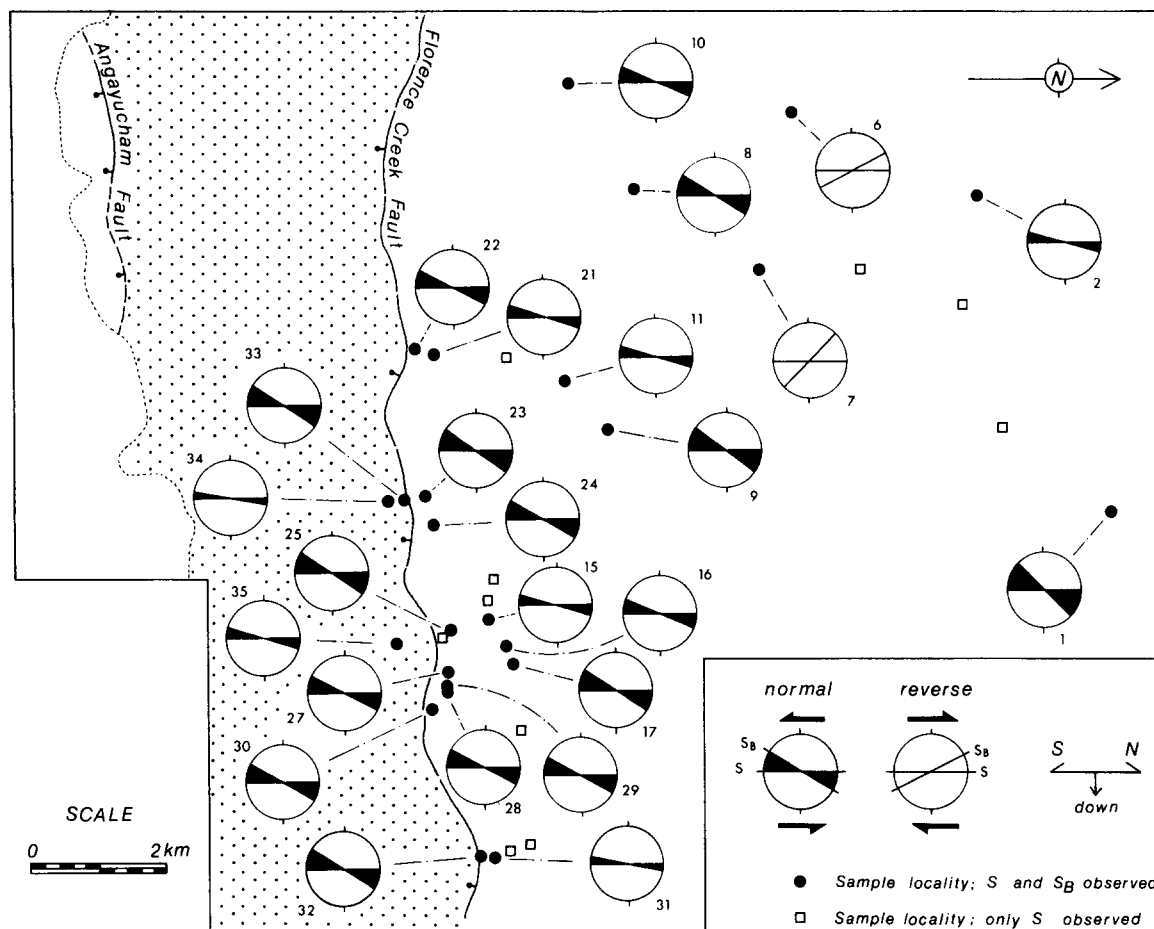 Angayucham Fault
Florence Creek Fault
N
10
6
8
2
22
21
11
7
33
23
9
34
24
25
15
16
1
35
27
17
30
28
29
32
31
SCALE
0 2 km
normal reverse
SB
S
SB
S
S N
down
Sample locality; S and SB observed
Sample locality; only S observed